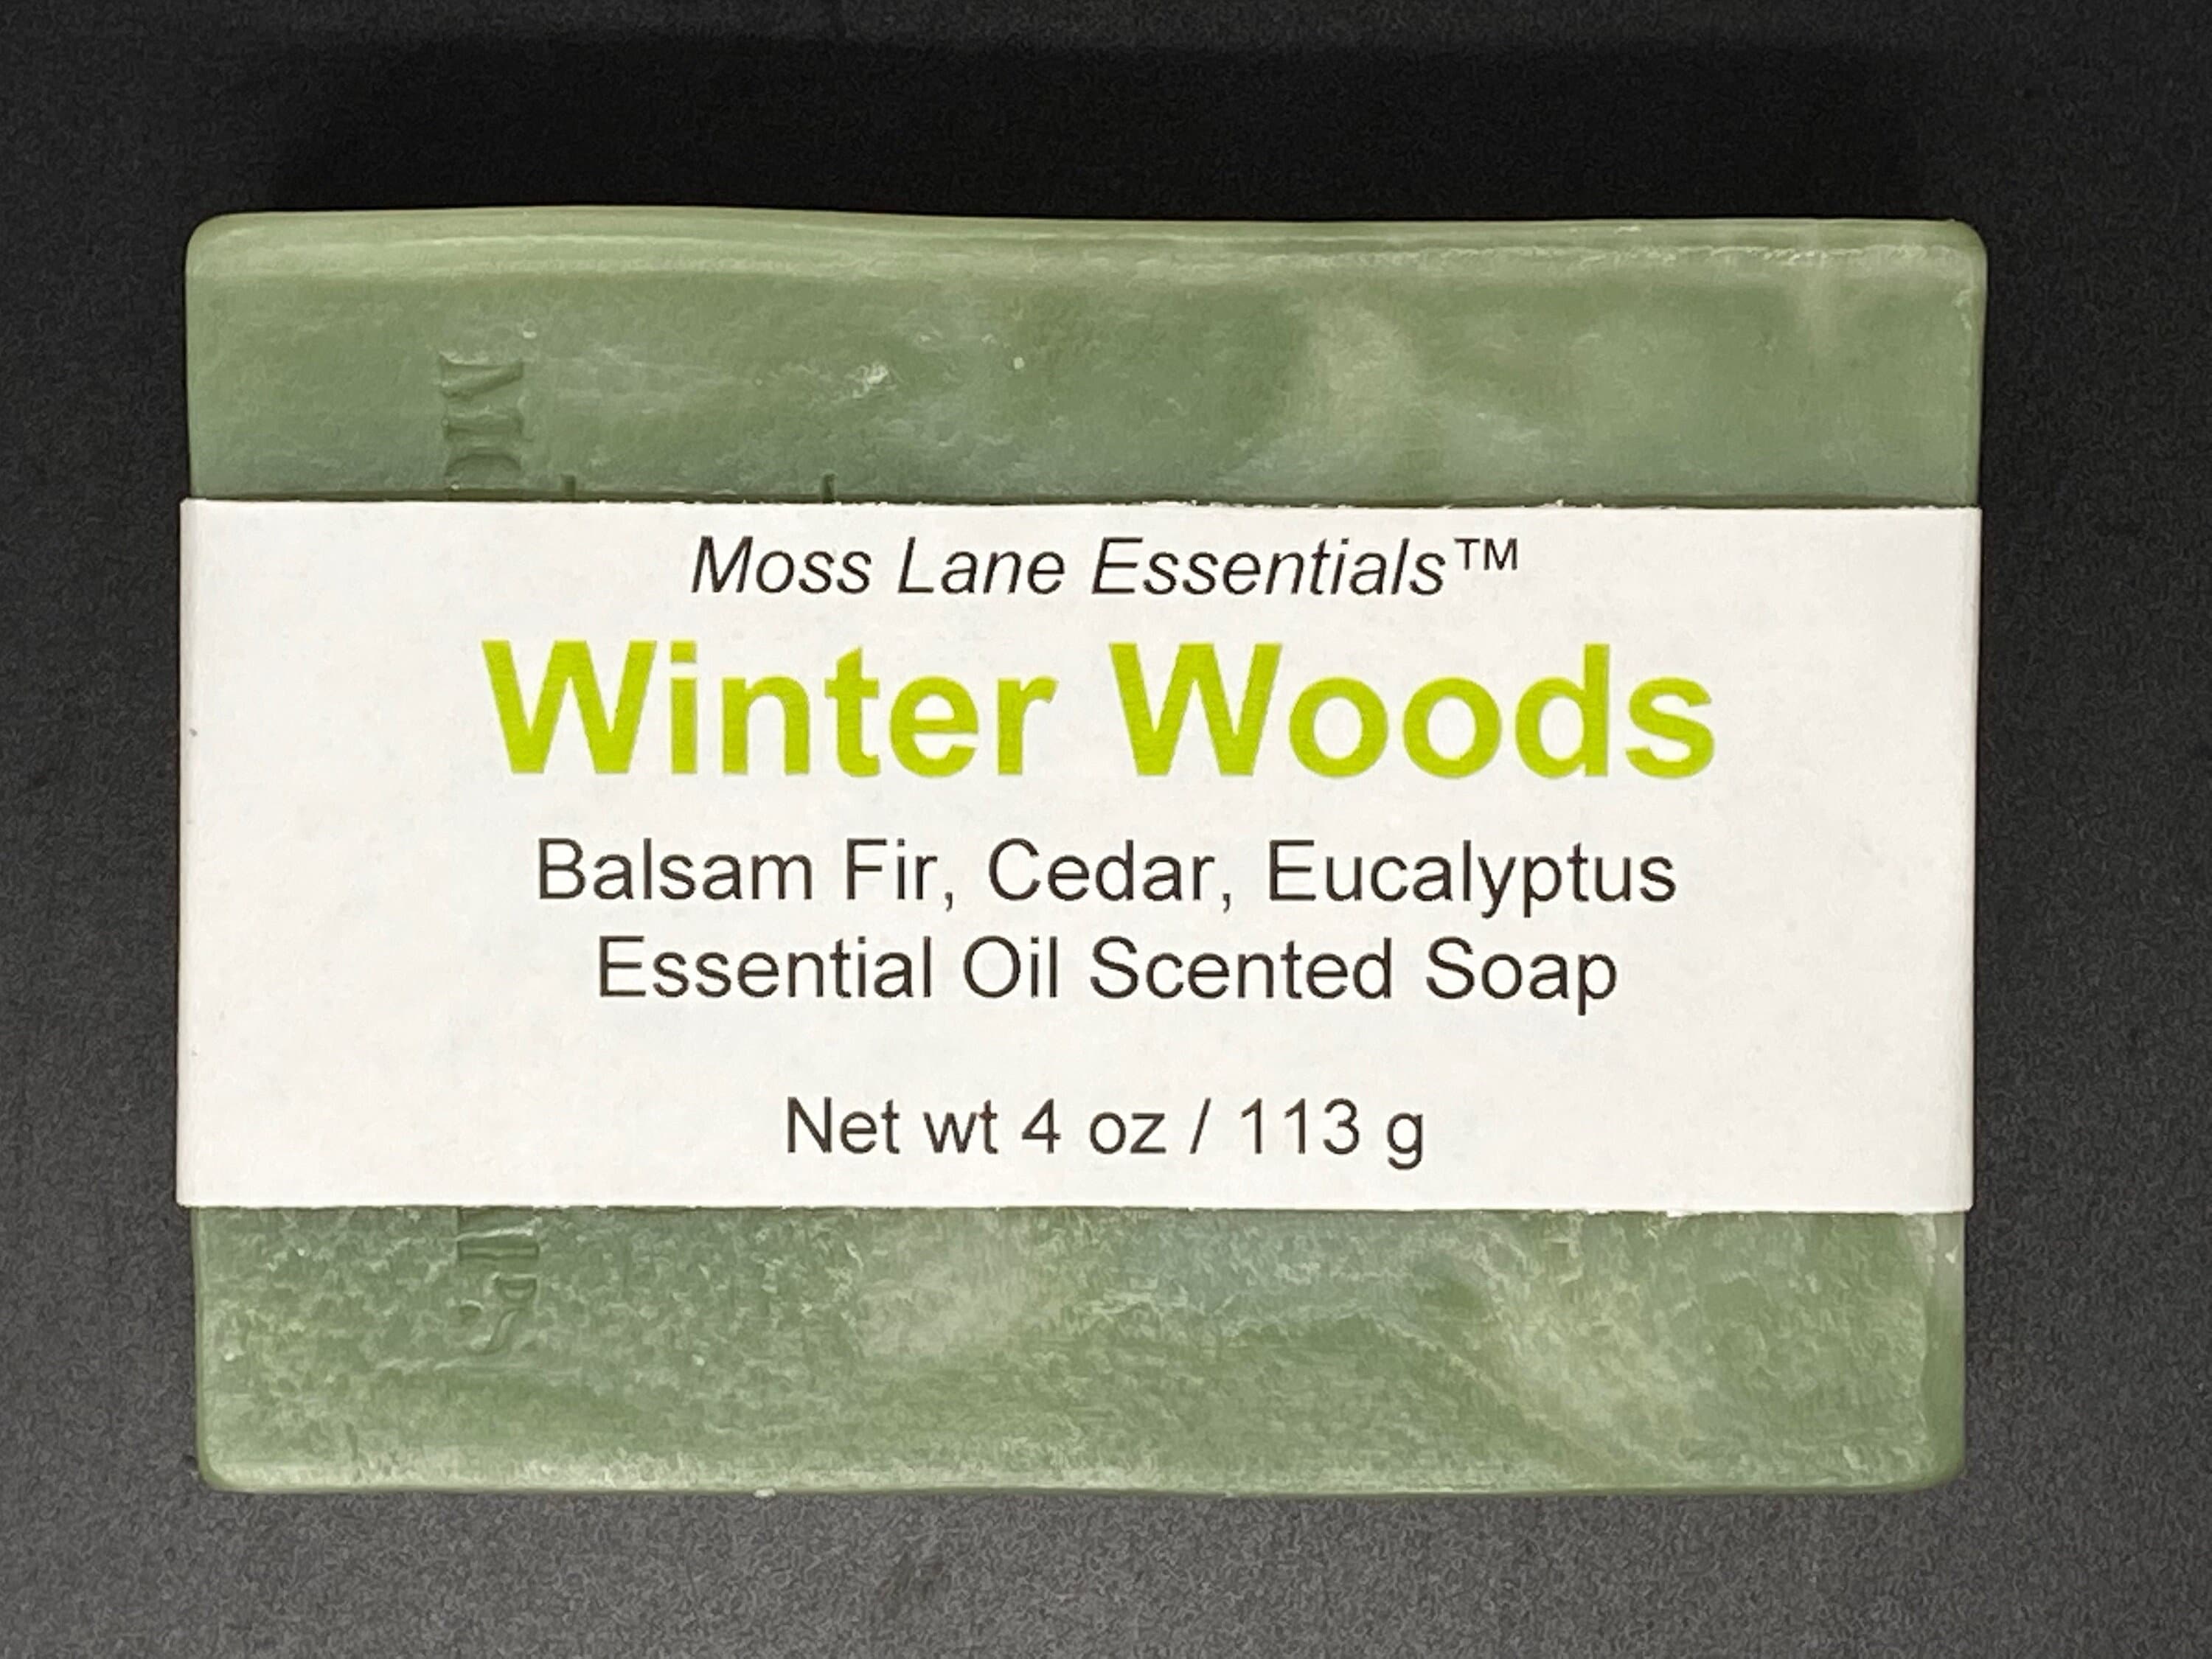 Moss Lane Essentials™
Winter Woods
Balsam Fir, Cedar, Eucalyptus
Essential Oil Scented Soap
Net wt 4 oz / 113 g